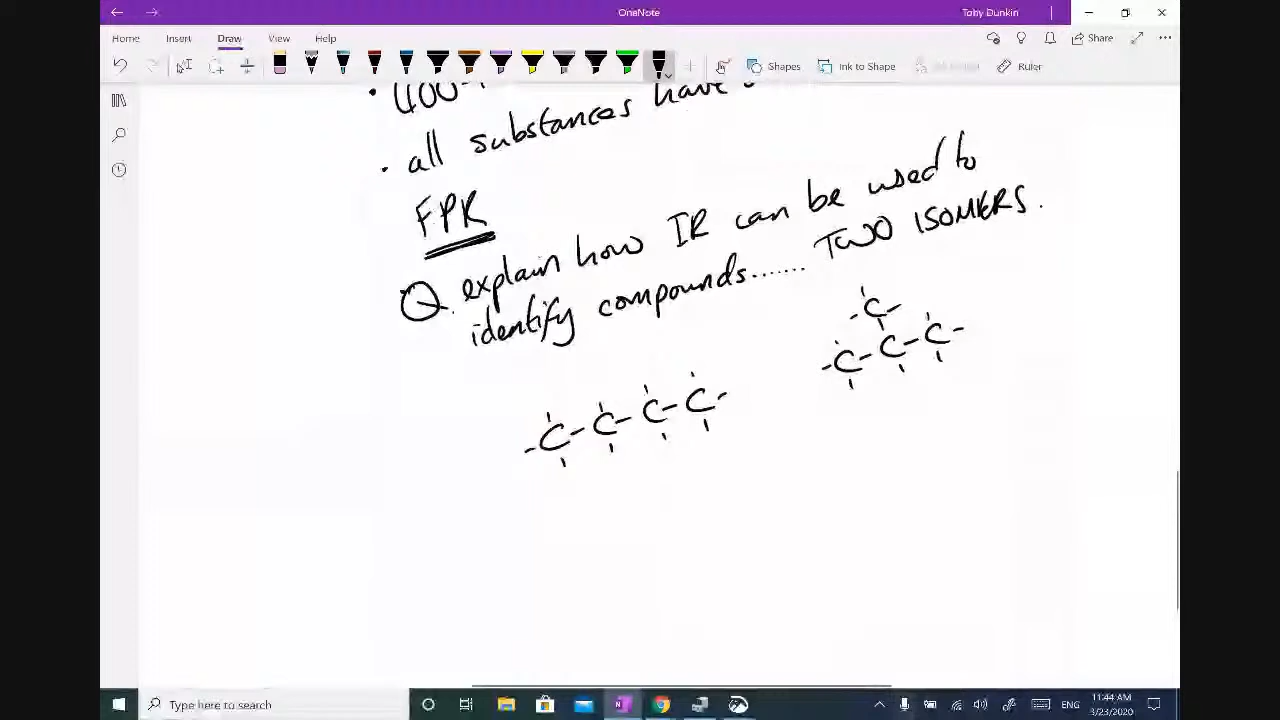 OneNote
Toby Dunkin
Home Insert Draw View Help
Share
Shapes
Ink to Shape
Ruler
• 400-
• all substances have
FPR
Q. explain how IR can be used to
identify compounds....... TWO ISOMERS.
C
C - C - C
C - C - C - C
Type here to search
ENG
11:44 AM
3/23/2020